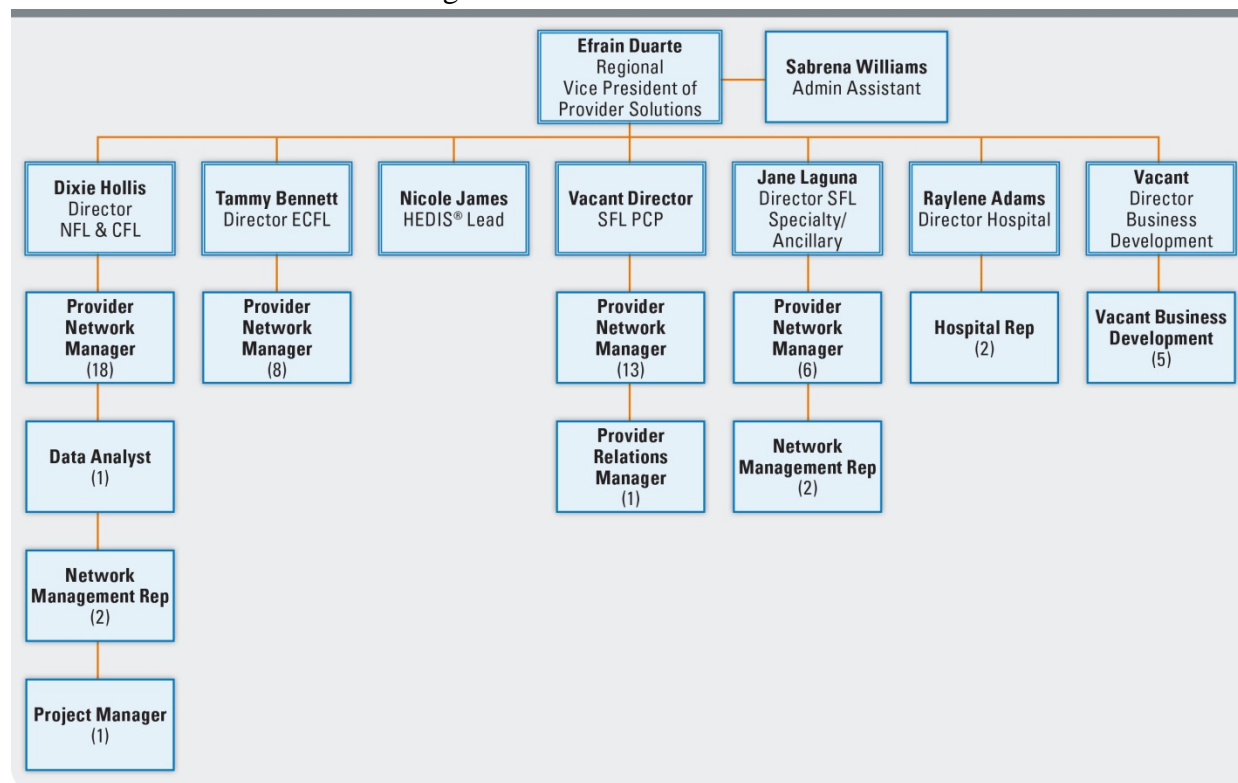 Efrain Duarte
Regional
Vice President of
Provider Solutions
Sabrena Williams
Admin Assistant
Dixie Hollis
Director
NFL & CFL
Tammy Bennett
Director ECFL
Nicole James
HEDIS® Lead
Vacant Director
SFL PCP
Jane Laguna
Director SFL
Specialty/
Ancillary
Raylene Adams
Director Hospital
Vacant
Director
Business
Development
Provider
Network
Manager
(18)
Provider
Network
Manager
(8)
Provider
Network
Manager
(13)
Provider
Network
Manager
(6)
Hospital Rep
(2)
Vacant Business
Development
(5)
Data Analyst
(1)
Provider
Relations
Manager
(1)
Network
Management Rep
(2)
Network
Management Rep
(2)
Project Manager
(1)